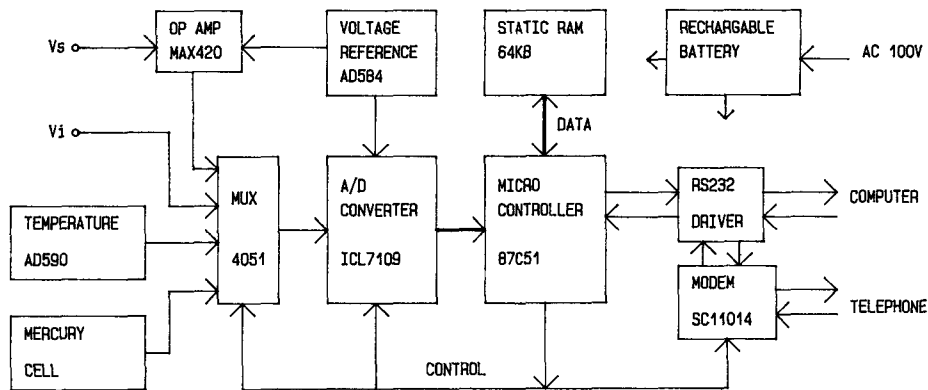 OP AMP
MAX420
VOLTAGE
REFERENCE
AD584
STATIC RAM
64KB
RECHARGABLE
BATTERY
AC 100V
Vs
DATA
Vi
TEMPERATURE
AD590
MUX
4051
A/D
CONVERTER
ICL7109
MICRO
CONTROLLER
87C51
RS232
DRIVER
COMPUTER
MERCURY
CELL
MODEM
SC11014
TELEPHONE
CONTROL